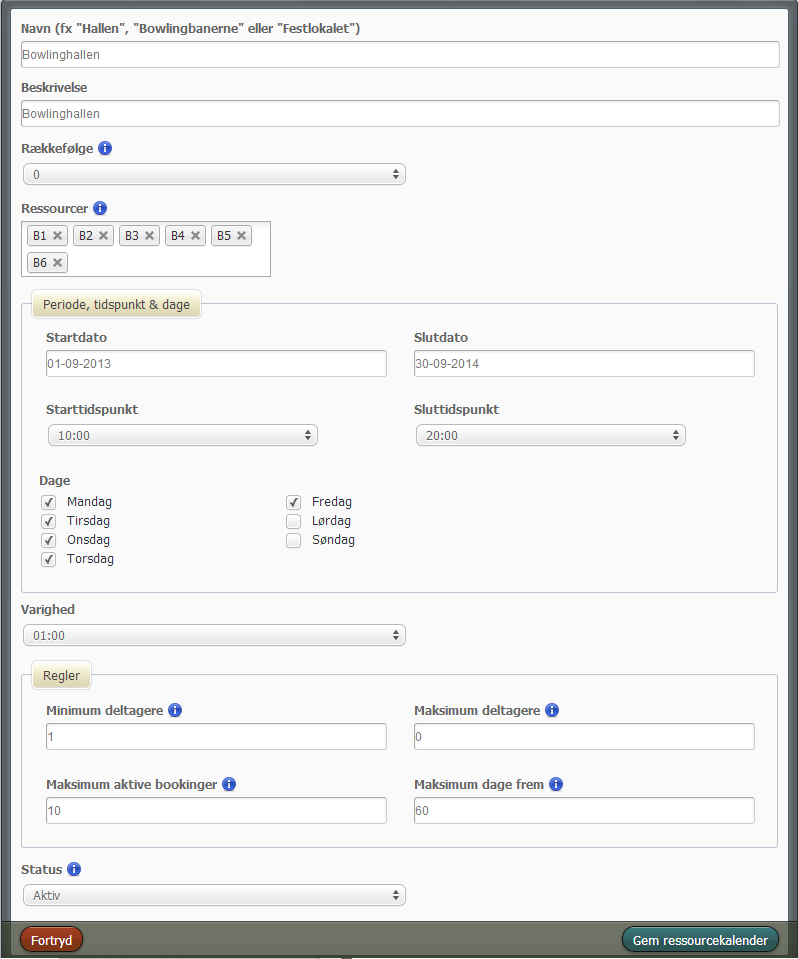 Navn (fx "Hallen", "Bowlingbanerne" eller "Festlokalet")
Bowlinghallen
Beskrivelse
Bowlinghallen
Rækkefølge
0
Ressourcer
B1 B2 B3 B4 B5
B6
Periode, tidspunkt & dage
Startdato Slutdato
01-09-2013 30-09-2014
Starttidspunkt Sluttidspunkt
10:00 20:00
Dage
Mandag Fredag
Tirsdag Lørdag
Onsdag Søndag
Torsdag
Varighed
01:00
Regler
Minimum deltagere Maksimum deltagere
1 0
Maksimum aktive bookinger Maksimum dage frem
10 60
Status
Aktiv
Fortryd Gem ressourcekalender